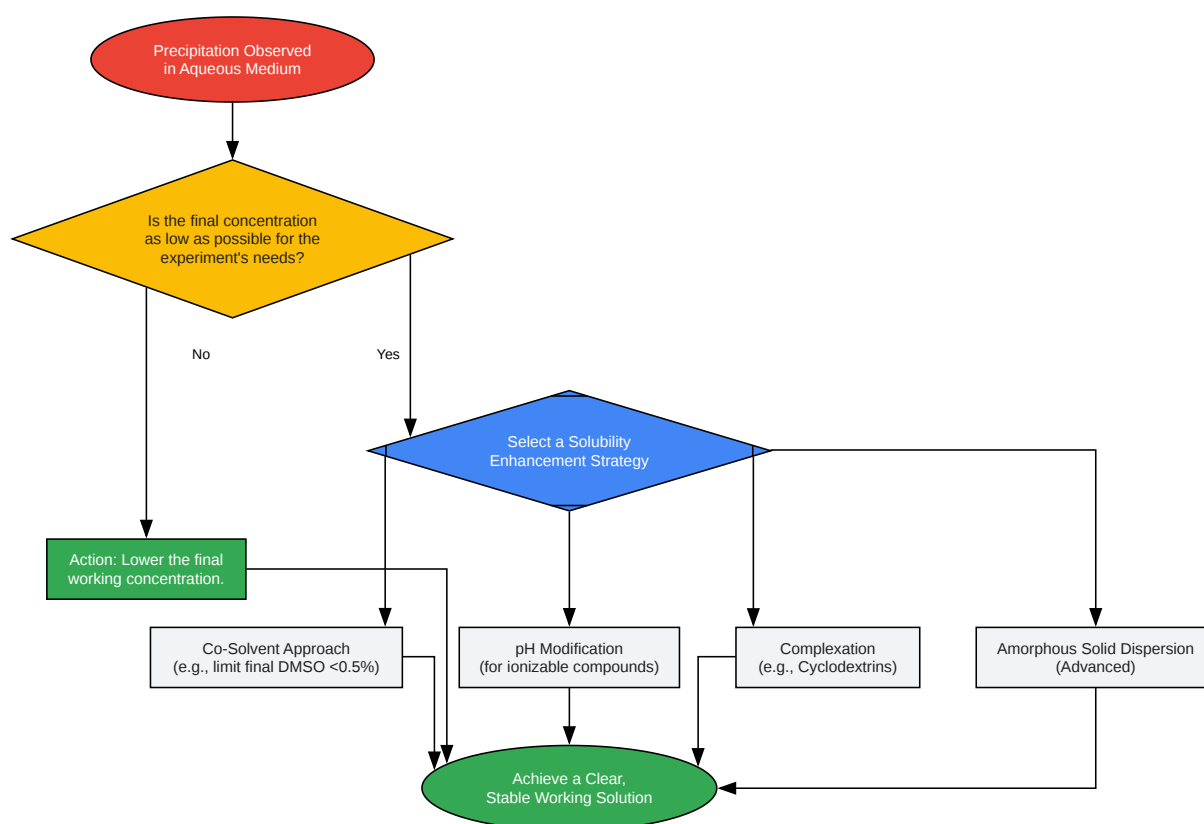 Precipitation Observed
in Aqueous Medium
Is the final concentration
as low as possible for the
experiment's needs?
No
Yes
Select a Solubility
Enhancement Strategy
Action: Lower the final
working concentration.
Co-Solvent Approach
(e.g., limit final DMSO <0.5%)
pH Modification
(for ionizable compounds)
Complexation
(e.g., Cyclodextrins)
Amorphous Solid Dispersion
(Advanced)
Achieve a Clear,
Stable Working Solution